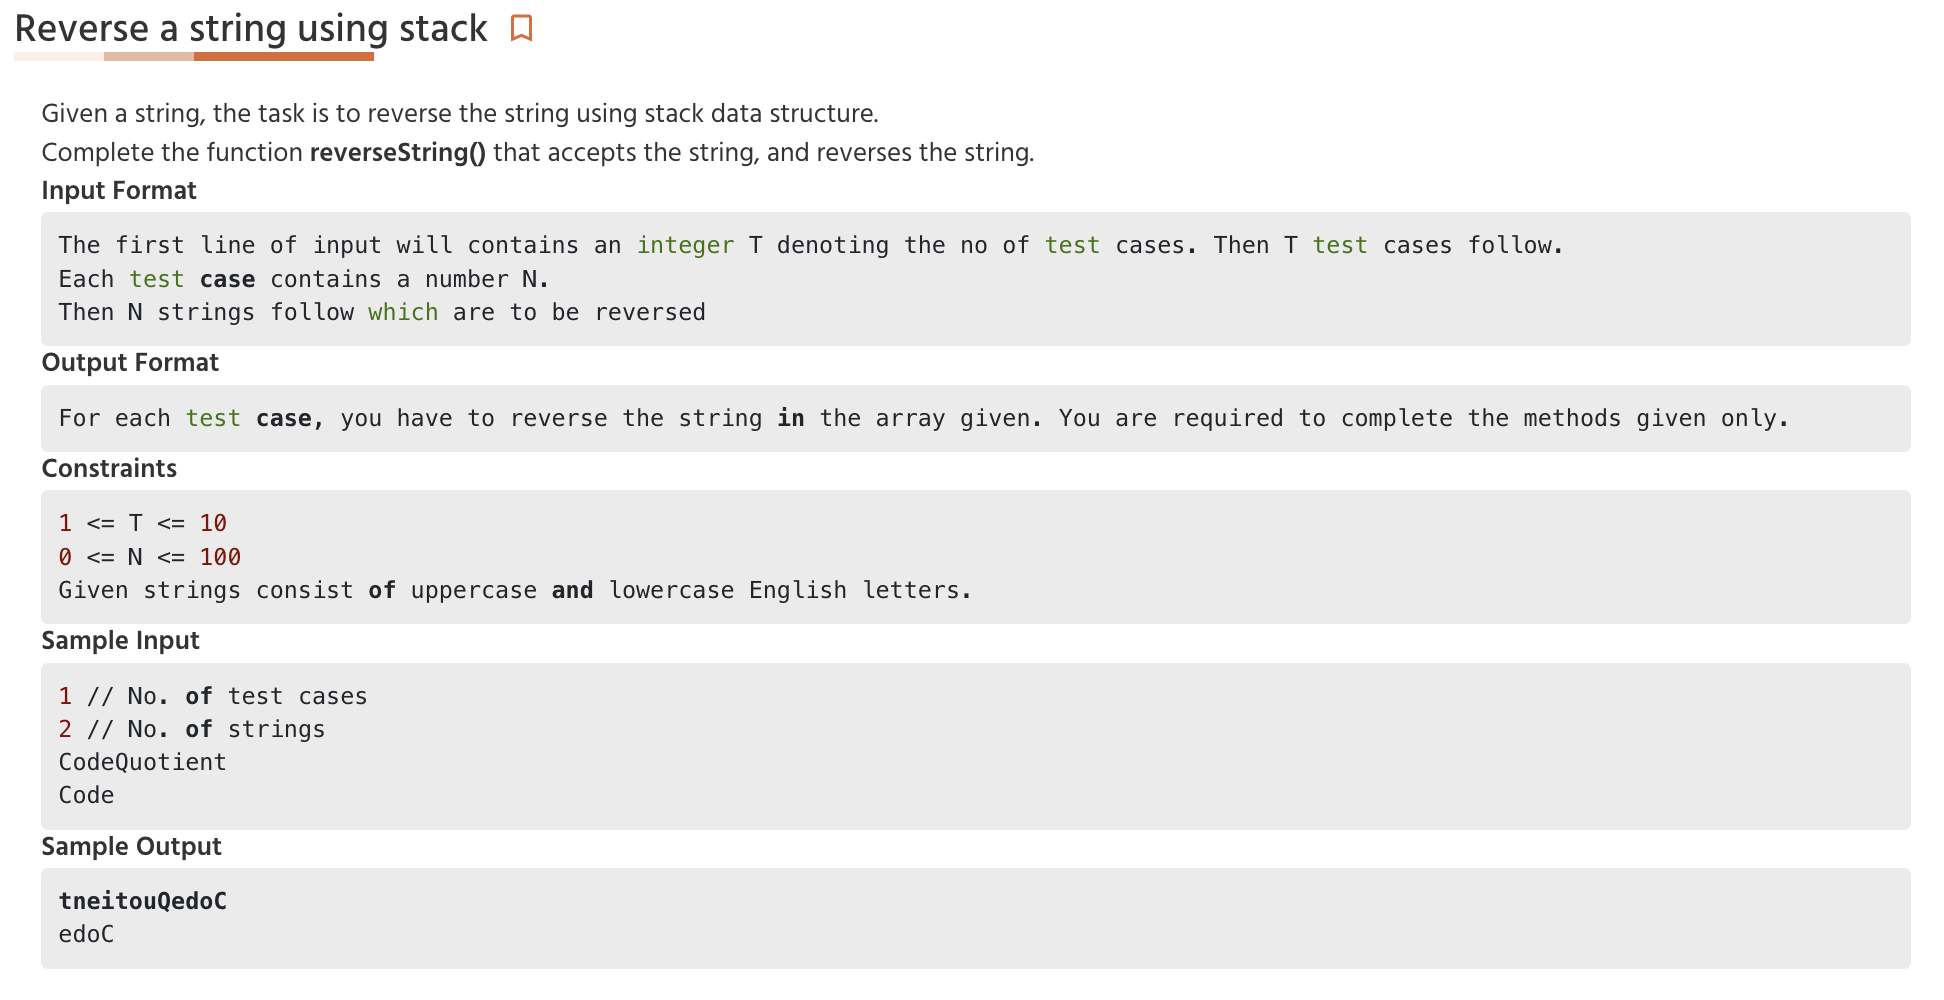 Reverse a string using stack
Given a string, the task is to reverse the string using stack data structure.
Complete the function reverseString() that accepts the string, and reverses the string.
Input Format
The first line of input will contains an integer T denoting the no of test cases. Then T test cases follow.
Each test case contains a number N.
Then N strings follow which are to be reversed
Output Format
For each test case, you have to reverse the string in the array given. You are required to complete the methods given only.
Constraints
1 <= T <= 10
0 <= N <= 100
Given strings consist of uppercase and lowercase English letters.
Sample Input
1 // No. of test cases
2 // No. of strings
CodeQuotient
Code
Sample Output
tneitouQedoC
edoC